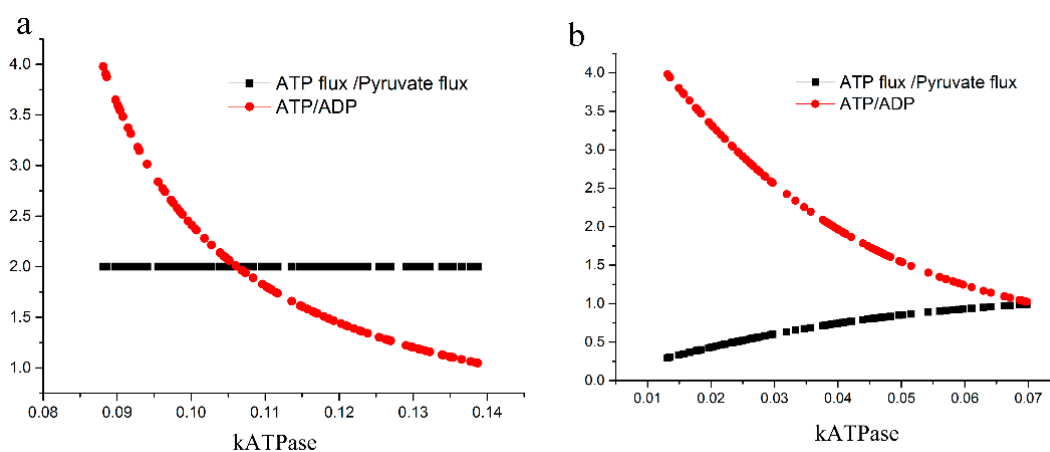 a
ATP flux /Pyruvate flux
ATP/ADP
4.0
3.5
3.0
2.5
2.0
1.5
1.0
0.08 0.09 0.10 0.11 0.12 0.13 0.14
kATPase
b
ATP flux /Pyruvate flux
ATP/ADP
4.0
3.5
3.0
2.5
2.0
1.5
1.0
0.5
0.0
0.01 0.02 0.03 0.04 0.05 0.06 0.07
kATPase